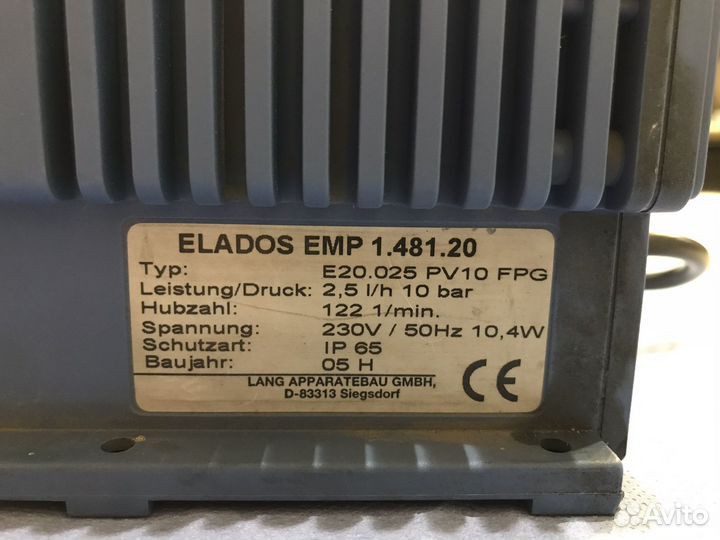 ELADOS EMP 1.481.20
Typ: E20.025 PV10 FPG
Leistung/Druck: 2,5 l/h 10 bar
Hubzahl: 122 1/min.
Spannung: 230V / 50Hz 10,4W
Schutzart: IP 65
Baujahr: 05 H
LANG APPARATEBAU GMBH,
D-83313 Siegsdorf
CE
Avito